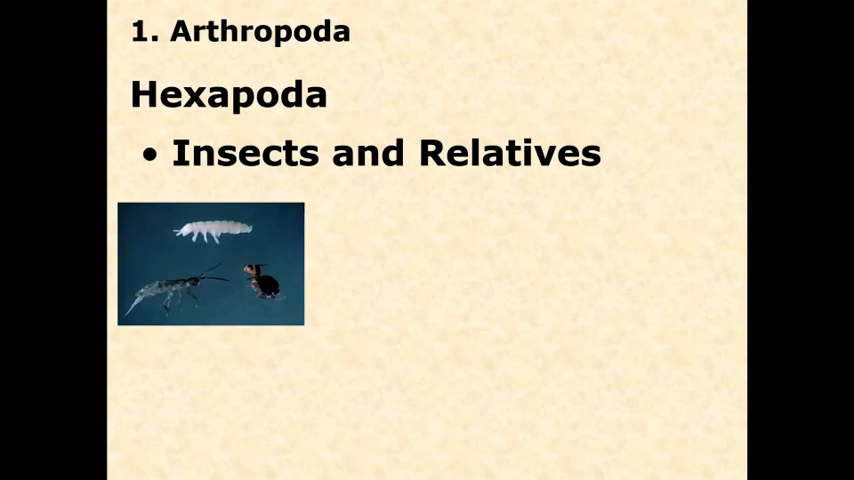 1. Arthropoda
Hexapoda
• Insects and Relatives